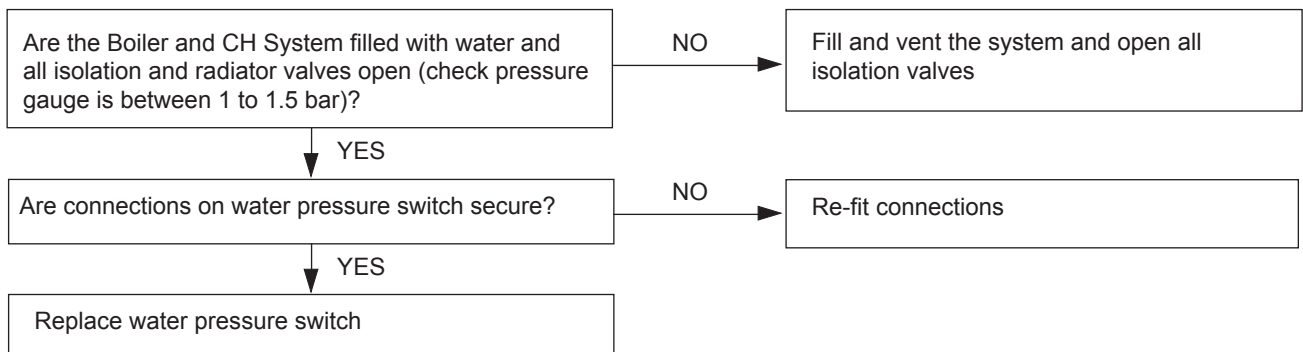 Are the Boiler and CH System filled with water and
all isolation and radiator valves open (check pressure
gauge is between 1 to 1.5 bar)?
NO
Fill and vent the system and open all
isolation valves
YES
Are connections on water pressure switch secure?
NO
Re-fit connections
YES
Replace water pressure switch